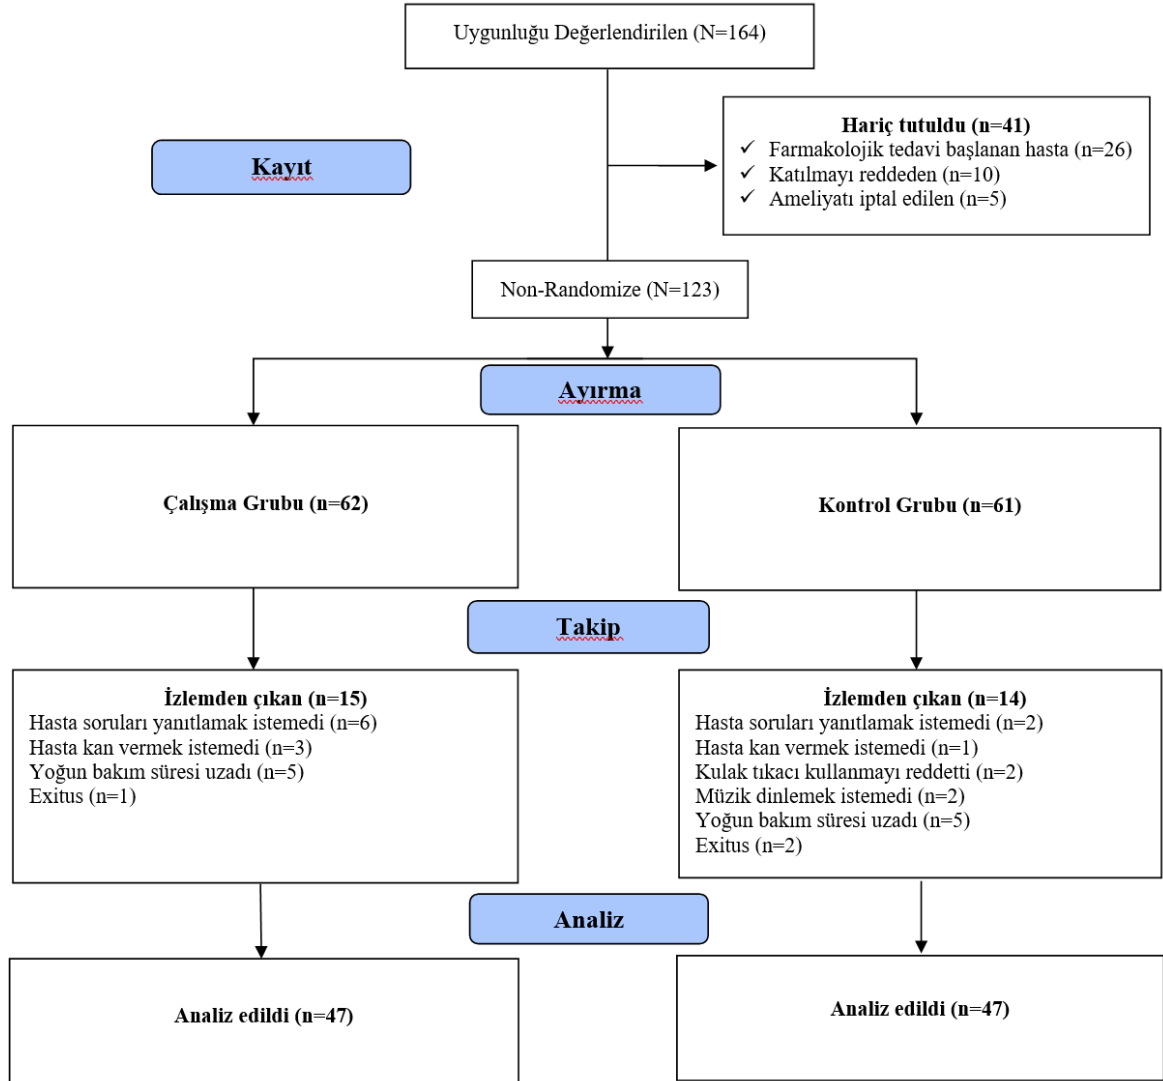 Uygunluğu Değerlendirilen (N=164)
Hariç tutuldu (n=41)
✓ Farmakolojik tedavi başlanan hasta (n=26)
✓ Katılmayı reddeden (n=10)
✓ Ameliyatı iptal edilen (n=5)
Kayıt
Non-Randomize (N=123)
Ayırma
Çalışma Grubu (n=62)
Kontrol Grubu (n=61)
Takip
İzlemden çıkan (n=15)
Hasta soruları yanıtlamak istemedi (n=6)
Hasta kan vermek istemedi (n=3)
Yoğun bakım süresi uzadı (n=5)
Exitus (n=1)
İzlemden çıkan (n=14)
Hasta soruları yanıtlamak istemedi (n=2)
Hasta kan vermek istemedi (n=1)
Kulak tıkacı kullanmayı reddetti (n=2)
Müzik dinlemek istemedi (n=2)
Yoğun bakım süresi uzadı (n=5)
Exitus (n=2)
Analiz
Analiz edildi (n=47)
Analiz edildi (n=47)